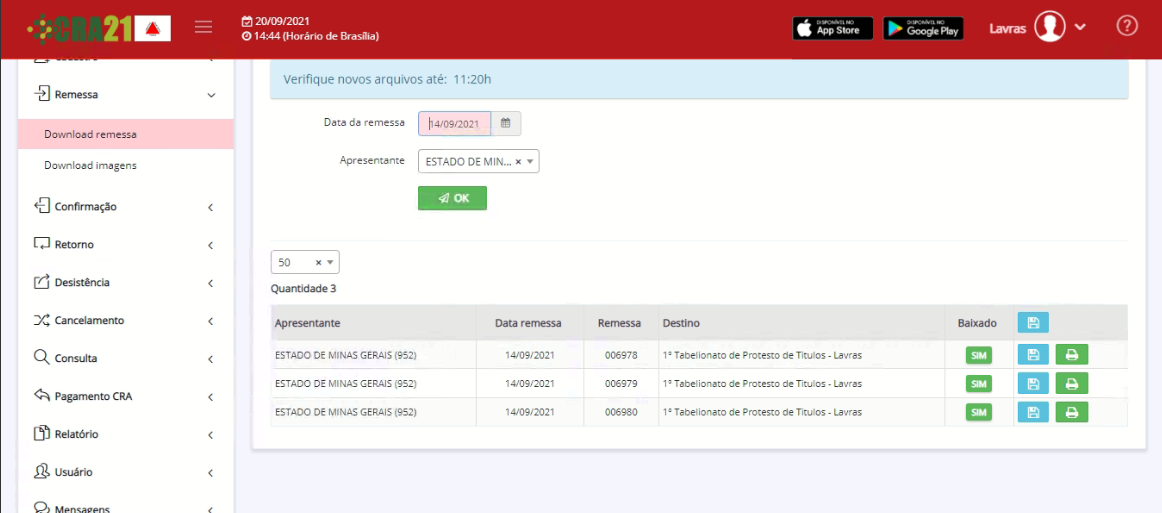 CRA21
20/09/2021
14:44 (Horário de Brasília)
DISPONÍVEL NO
App Store
DISPONÍVEL NO
Google Play
Lavras
Remessa
Download remessa
Download imagens
Confirmação
Retorno
Desistência
Cancelamento
Consulta
Pagamento CRA
Relatório
Usuário
Mensagens
Verifique novos arquivos até: 11:20h
Data da remessa 14/09/2021
Apresentante ESTADO DE MIN... ×
OK
50 ×
Quantidade 3
Apresentante Data remessa Remessa Destino Baixado
ESTADO DE MINAS GERAIS (952) 14/09/2021 006978 1º Tabelionato de Protesto de Titulos - Lavras SIM
ESTADO DE MINAS GERAIS (952) 14/09/2021 006979 1º Tabelionato de Protesto de Titulos - Lavras SIM
ESTADO DE MINAS GERAIS (952) 14/09/2021 006980 1º Tabelionato de Protesto de Titulos - Lavras SIM